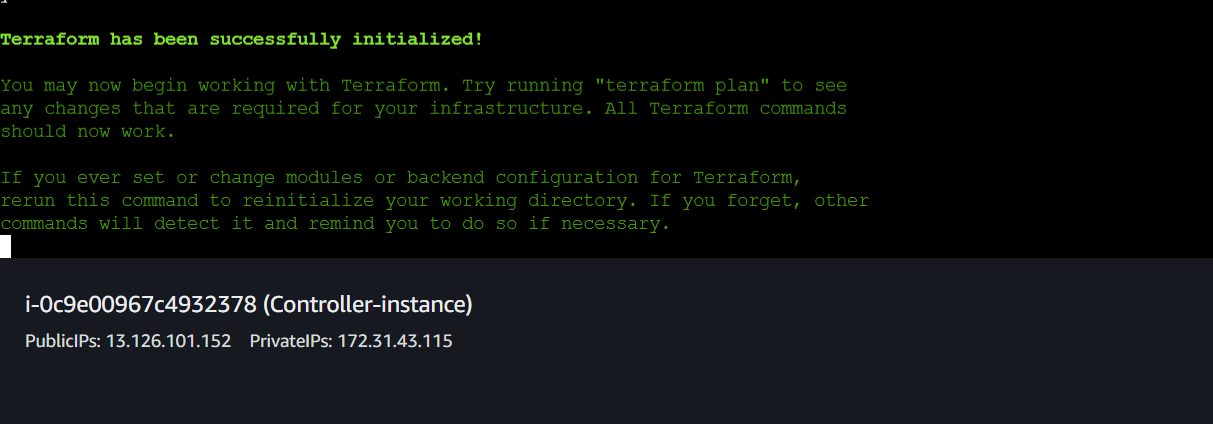 Terraform has been successfully initialized!
You may now begin working with Terraform. Try running "terraform plan" to see
any changes that are required for your infrastructure. All Terraform commands
should now work.
If you ever set or change modules or backend configuration for Terraform,
rerun this command to reinitialize your working directory. If you forget, other
commands will detect it and remind you to do so if necessary.
i-0c9e00967c4932378 (Controller-instance)
PublicIPs: 13.126.101.152 PrivateIPs: 172.31.43.115